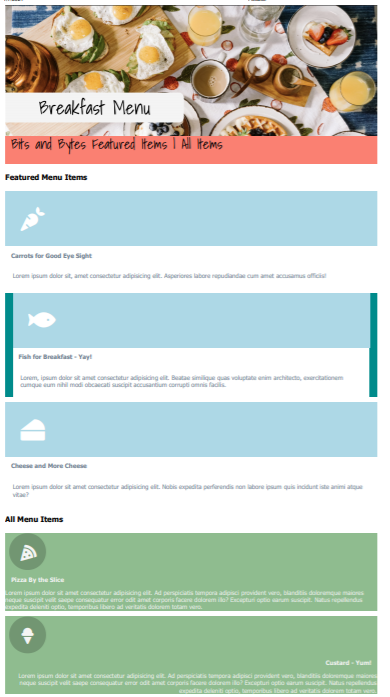 Breakfast Menu
Bits and Bytes Featured Items | All Items
Featured Menu Items
Carrots for Good Eye Sight
Lorem ipsum dolor sit, amet consectetur adipisicing elit. Asperiores labore repudiandae cum amet accusamus officiis!
Fish for Breakfast - Yay!
Lorem, ipsum dolor sit amet consectetur adipisicing elit. Beatae similique quas voluptate enim architecto, exercitationem
cumque eum nihil modi obcaecati suscipit accusantium corrupti omnis facilis.
Cheese and More Cheese
Lorem ipsum dolor sit amet consectetur adipisicing elit. Nobis expedita perferendis non labore ipsum quis incidunt iste animi atque
vitae?
All Menu Items
Pizza By the Slice
Lorem ipsum dolor sit amet consectetur adipisicing elit. Ad perspiciatis tempora adipisci provident vero, blanditiis doloremque maiores
neque suscipit velit saepe consequatur error odit amet corporis facere dolorem illo? Excepturi optio aerum suscipit. Natus repellendus
expedita deleniti optio, temporibus libero ad veritatis dolorem totam vero.
Custard - Yum!
Lorem ipsum dolor sit amet consectetur adipisicing elit. Ad perspiciatis tempora adipisci provident vero, blanditiis doloremque maiores
neque suscipit velit saepe consequatur error odit amet corporis facere dolorem illo? Excepturi optio aerum suscipit. Natus repellendus
expedita deleniti optio, temporibus libero ad veritatis dolorem totam vero.